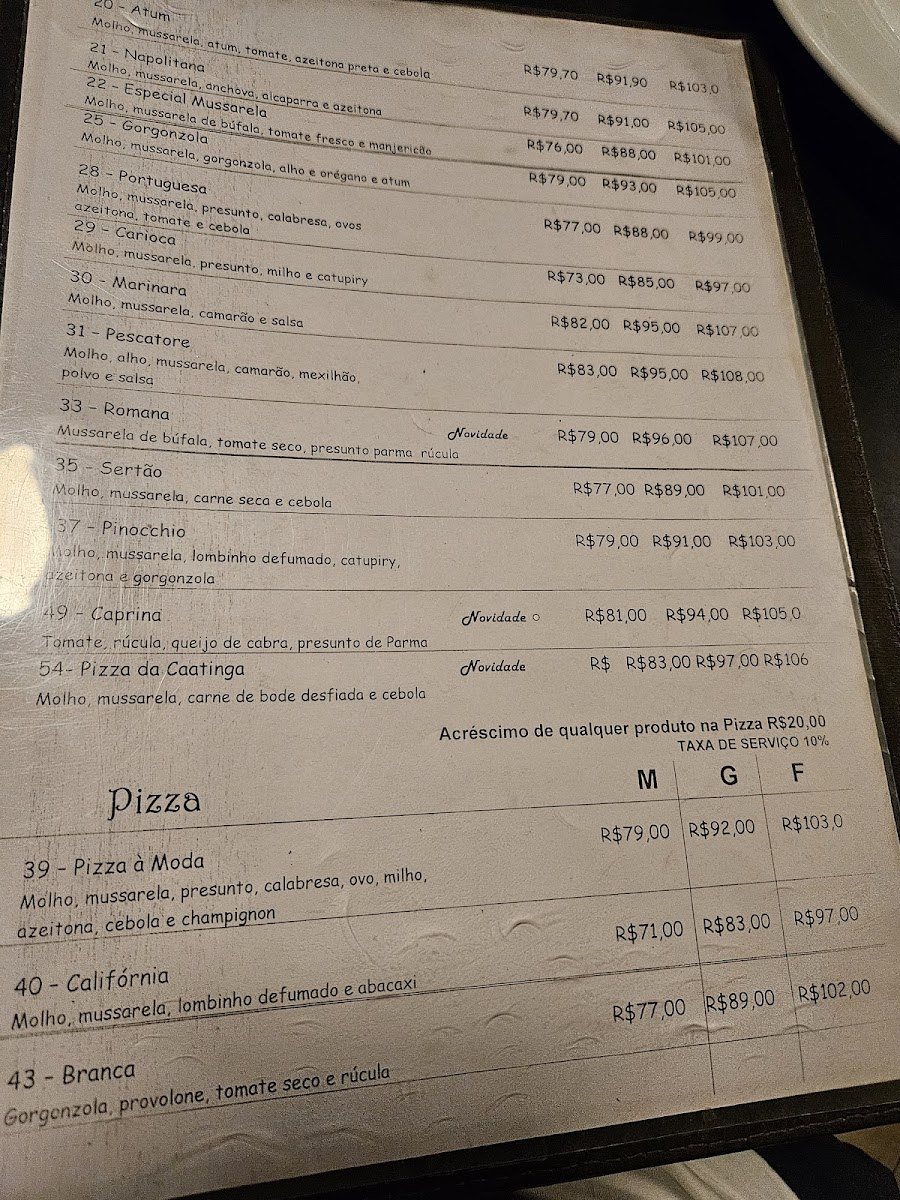 20 - Atum R$79,70 R$91,90 R$103,0
Molho, mussarela, atum, tomate, azeitona preta e cebola
21 - Napolitana R$79,70 R$91,00 R$105,00
Molho, mussarela, anchova, alcaparra e azeitona
22 - Especial Mussarela R$76,00 R$88,00 R$101,00
Molho, mussarela de búfala, tomate fresco e manjericão
25 - Gorgonzola R$79,00 R$93,00 R$105,00
Molho, mussarela, gorgonzola, alho e orégano e atum
28 - Portuguesa R$77,00 R$88,00 R$99,00
Molho, mussarela, presunto, calabresa, ovos
azeitona, tomate e cebola
29 - Carioca R$73,00 R$85,00 R$97,00
Molho, mussarela, presunto, milho e catupiry
30 - Marinara R$82,00 R$95,00 R$107,00
Molho, mussarela, camarão e salsa
31 - Pescatore R$83,00 R$95,00 R$108,00
Molho, alho, mussarela, camarão, mexilhão,
polvo e salsa
33 - Romana Novidade R$79,00 R$96,00 R$107,00
Mussarela de búfala, tomate seco, presunto parma rúcula
35 - Sertão R$77,00 R$89,00 R$101,00
Molho, mussarela, carne seca e cebola
37 - Pinocchio R$79,00 R$91,00 R$103,00
Molho, mussarela, lombinho defumado, catupiry,
azeitona e gorgonzola
49 - Caprina Novidade R$81,00 R$94,00 R$105,0
Tomate, rúcula, queijo de cabra, presunto de Parma
54- Pizza da Caatinga Novidade R$ R$83,00 R$97,00 R$106
Molho, mussarela, carne de bode desfiada e cebola
Acréscimo de qualquer produto na Pizza R$20,00
TAXA DE SERVIÇO 10%
Pizza M G F
39 - Pizza à Moda R$79,00 R$92,00 R$103,0
Molho, mussarela, presunto, calabresa, ovo, milho,
azeitona, cebola e champignon
40 - Califórnia R$71,00 R$83,00 R$97,00
Molho, mussarela, lombinho defumado e abacaxi
43 - Branca R$77,00 R$89,00 R$102,00
Gorgonzola, provolone, tomate seco e rúcula